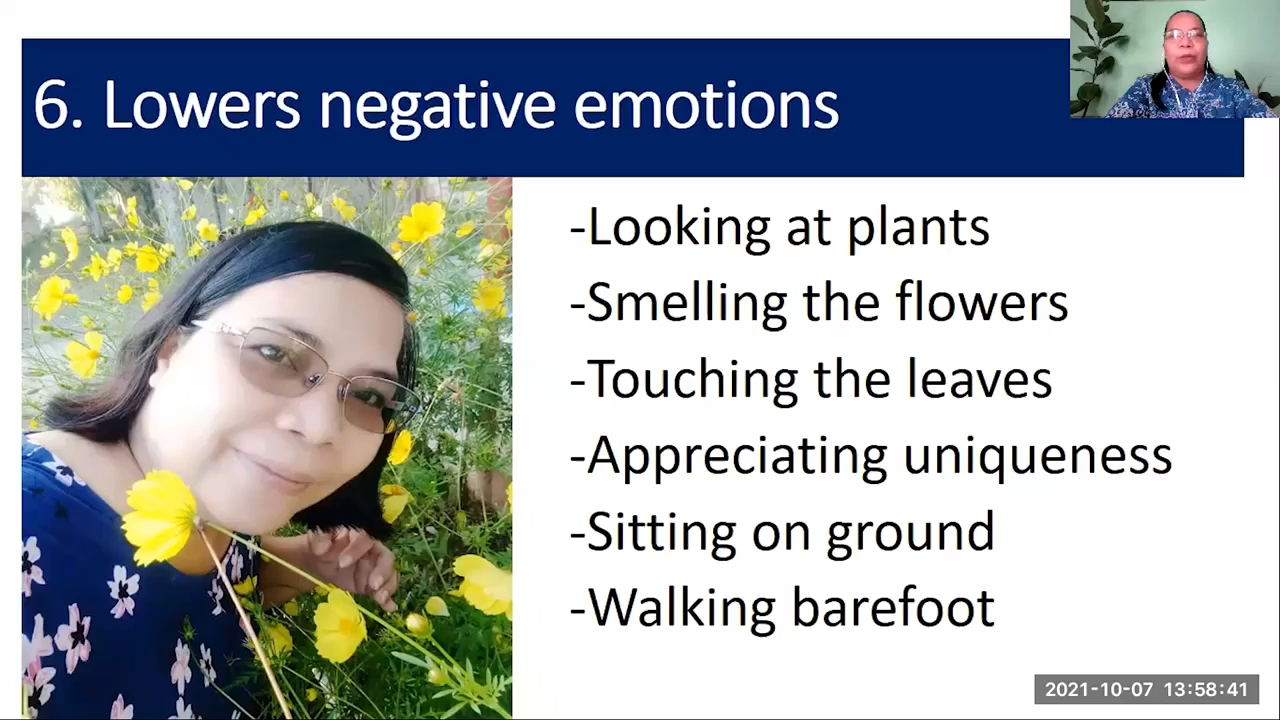 6. Lowers negative emotions
-Looking at plants
-Smelling the flowers
-Touching the leaves
-Appreciating uniqueness
-Sitting on ground
-Walking barefoot
2021-10-07 13:58:41